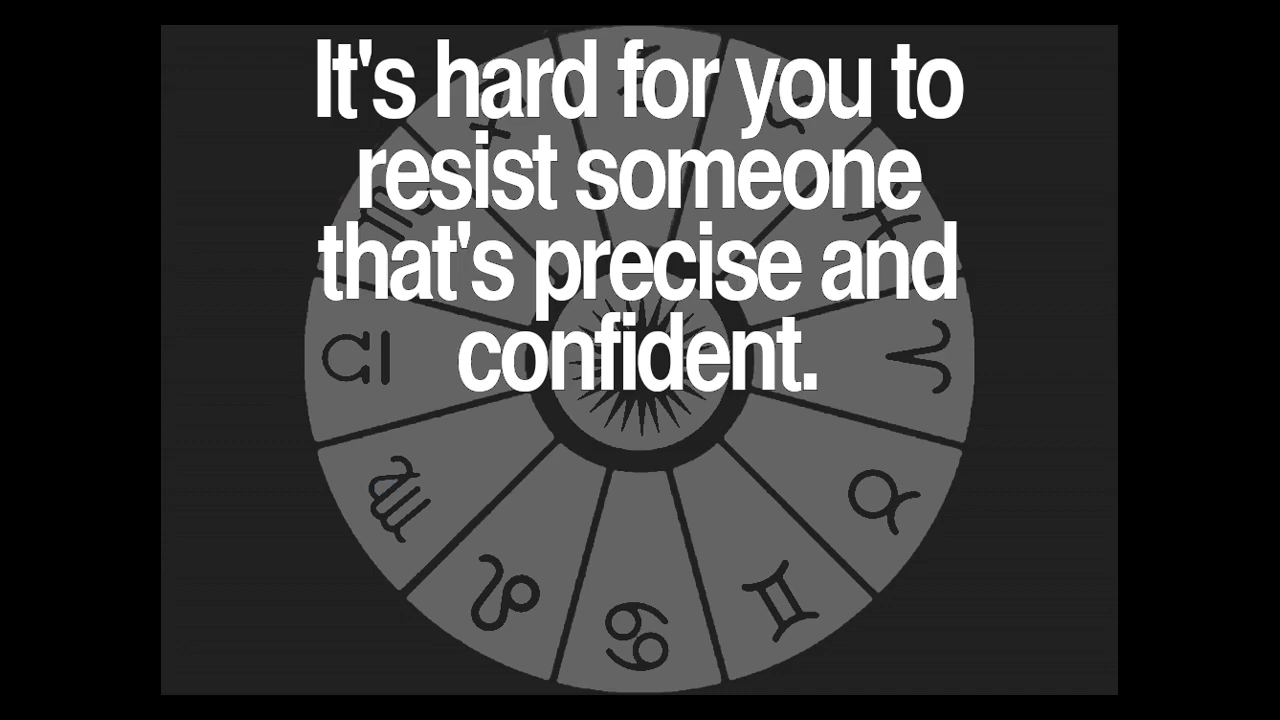 It's hard for you to
resist someone
that's precise and
confident.